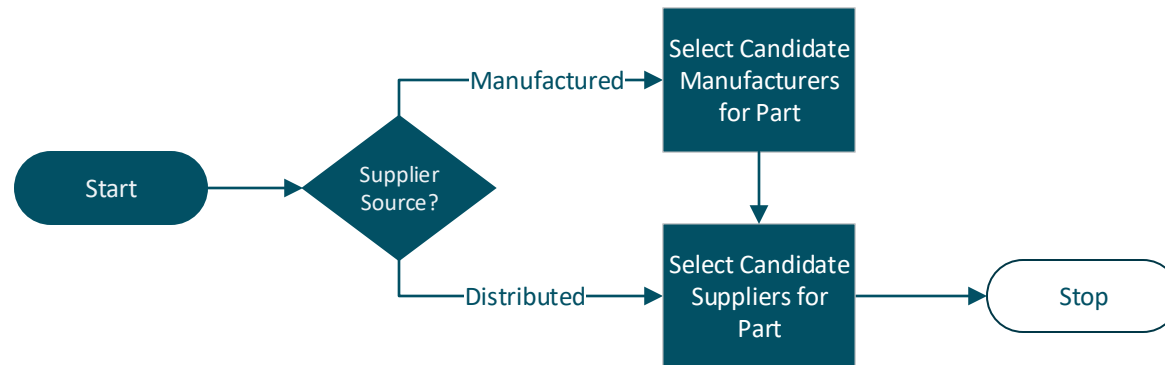 Start
Supplier
Source?
Manufactured
Select Candidate
Manufacturers
for Part
Distributed
Select Candidate
Suppliers for
Part
Stop